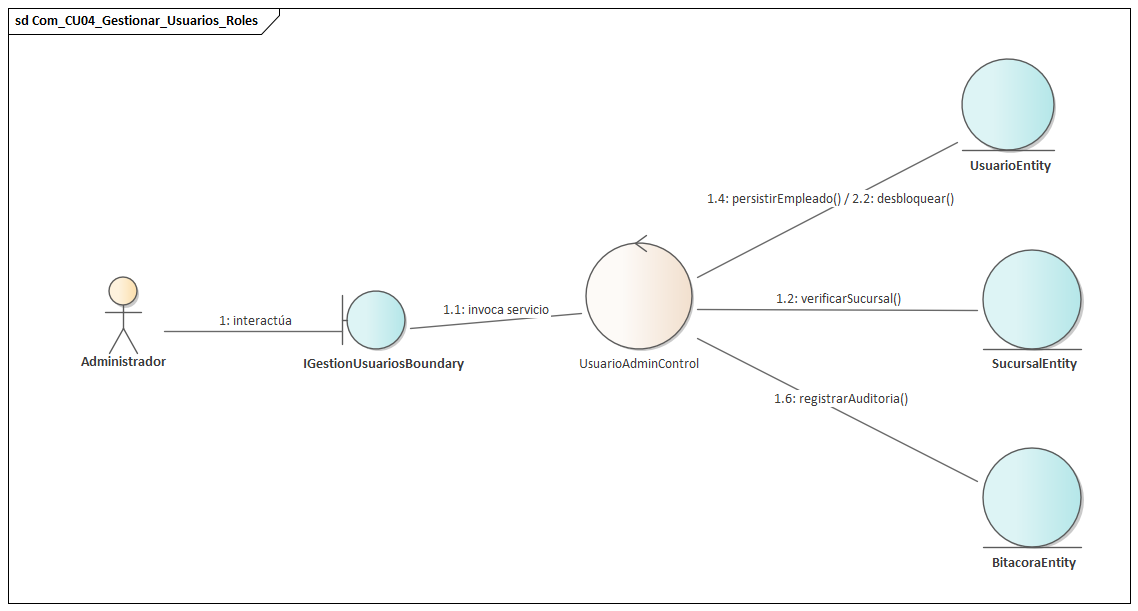 sd Com_CU04_Gestionar_Usuarios_Roles
UsuarioEntity
1.4: persistirEmpleado() / 2.2: desbloquear()
1.2: verificarSucursal()
1.1: invoca servicio
1: interactúa
Administrador
IGestionUsuariosBoundary
UsuarioAdminControl
SucursalEntity
1.6: registrarAuditoria()
BitacoraEntity